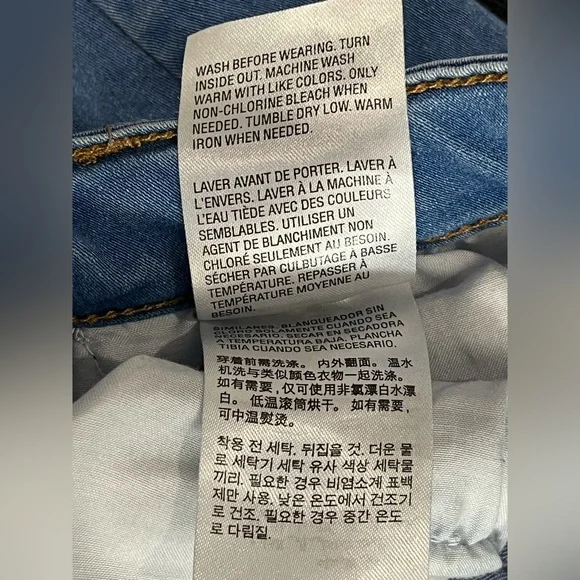 WASH BEFORE WEARING. TURN
INSIDE OUT. MACHINE WASH
WARM WITH LIKE COLORS. ONLY
NON-CHLORINE BLEACH WHEN
NEEDED. TUMBLE DRY LOW. WARM
IRON WHEN NEEDED.
LAVER AVANT DE PORTER. LAVER À
L'ENVERS. LAVER À LA MACHINE À
L'EAU TIÈDE AVEC DES COULEURS
SEMBLABLES. UTILISER UN
AGENT DE BLANCHIMENT NON
CHLORÉ SEULEMENT AU BESOIN.
SÉCHER PAR CULBUTAGE À BASSE
TEMPÉRATURE. REPASSER À
TEMPÉRATURE MOYENNE AU
BESOIN.
SIMILARES. BLANQUEADOR SIN
CLORO SOLAMENTE CUANDO SEA
NECESARIO. SECAR EN SECADORA
A TEMPERATURA BAJA. PLANCHA
TIBIA CUANDO SEA NECESARIO.
穿着前需洗涤。内外翻面。温水
机洗与类似颜色衣物一起洗涤。
如有需要,仅可使用非氯漂白水漂
白。低温滚筒烘干。如有需要,
可中温熨烫。
착용 전 세탁. 뒤집을 것. 더운 물
로 세탁기 세탁 유사 색상 세탁물
끼리. 필요한 경우 비염소계 표백
제만 사용. 낮은 온도에서 건조기
로 건조. 필요한 경우 중간 온도
로 다림질.